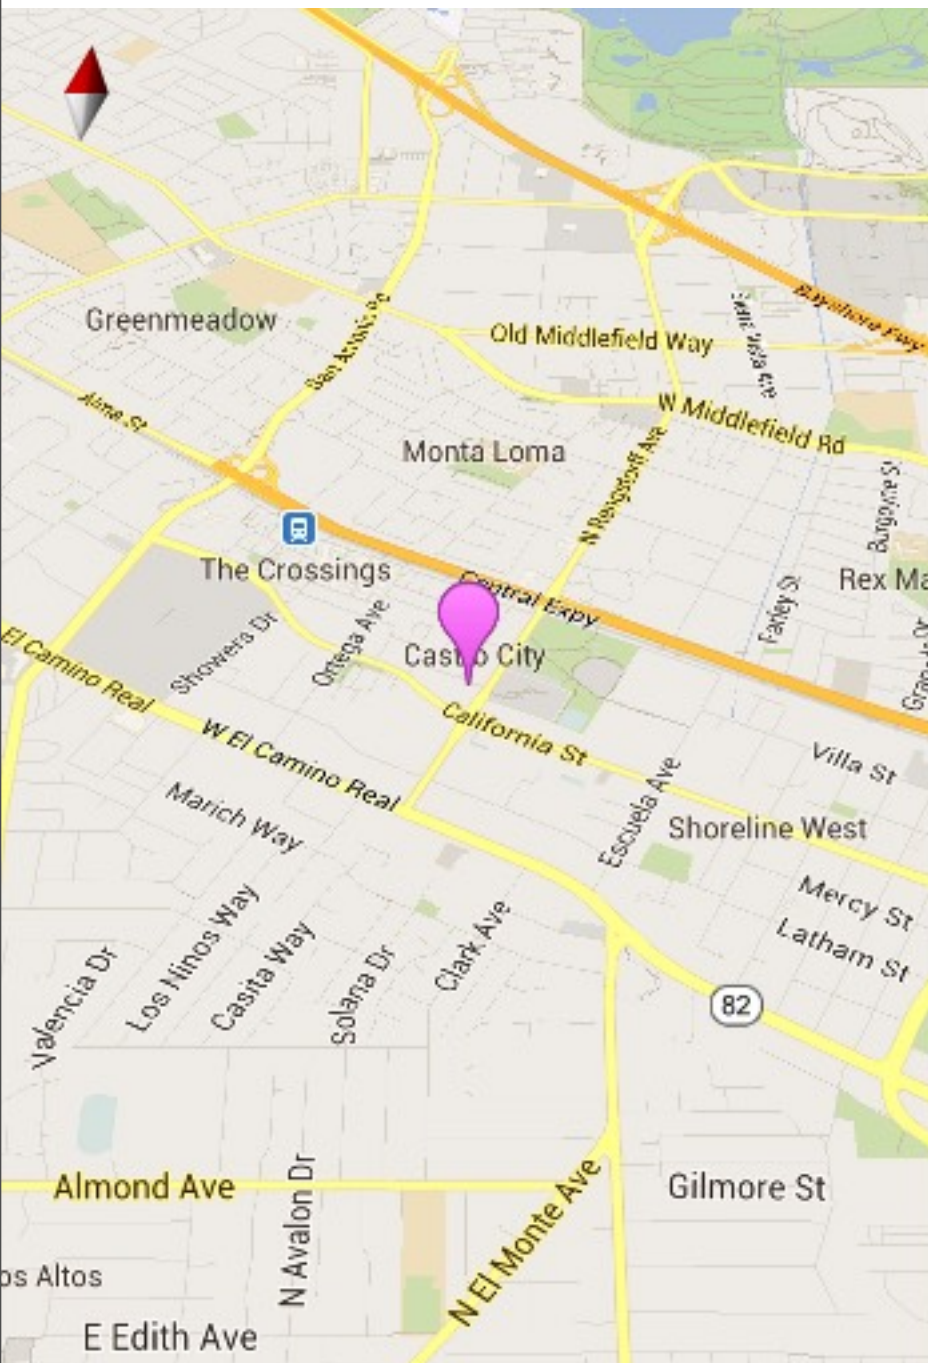 Bayshore Fwy
Greenmeadow
San Antonio Rd
Old Middlefield Way
Alma St
W Middlefield Rd
Monta Loma
N Rengstorff Ave
Burgoyne St
The Crossings
Central Expy
Rex Ma
Farley St
El Camino Real
Showers Dr
Ortega Ave
Castro City
California St
W El Camino Real
Villa St
Marich Way
Escuela Ave
Shoreline West
Mercy St
Latham St
Valencia Dr
Los Ninos Way
Casita Way
Solana Dr
Clark Ave
82
Almond Ave
N Avalon Dr
N El Monte Ave
Gilmore St
os Altos
E Edith Ave